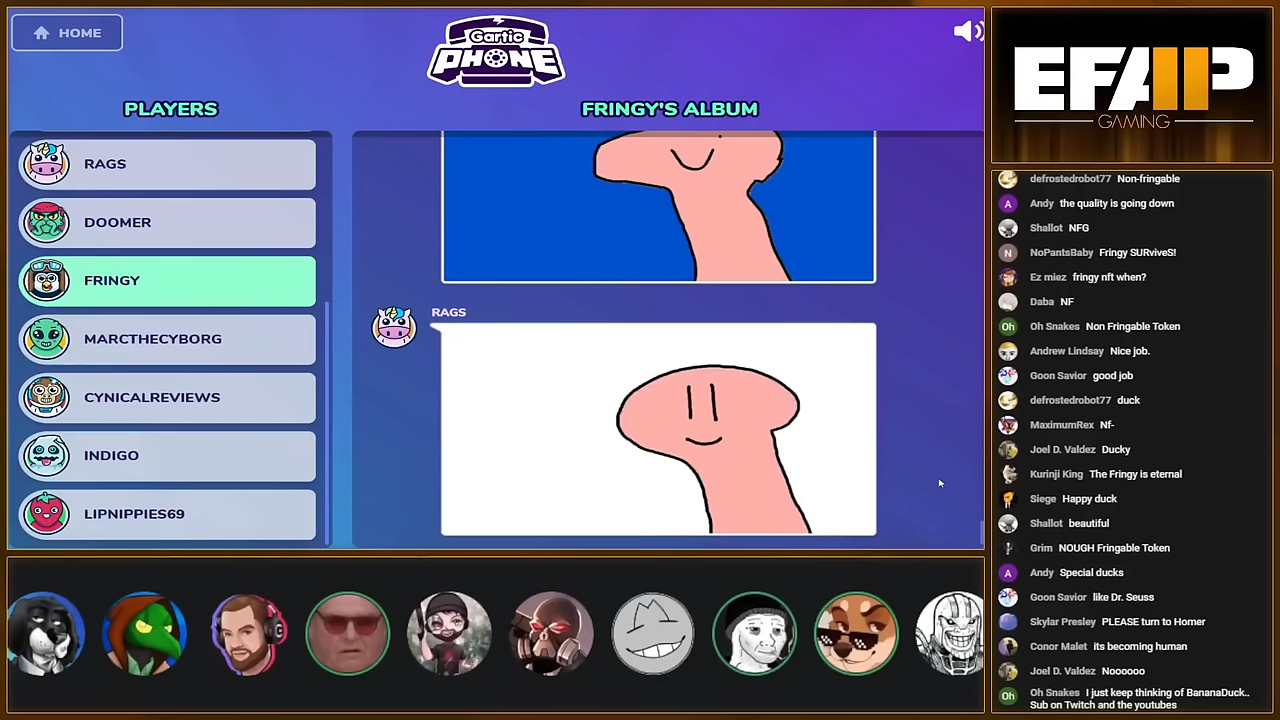 HOME
Gartic
PHONE
PLAYERS
FRINGY'S ALBUM
RAGS
DOOMER
FRINGY
MARCTHECYBORG
CYNICALREVIEWS
INDIGO
LIPNIPPIES69
RAGS
EFAP
GAMING
defrostedrobot77 Non-fringable
A Andy the quality is going down
Shallot NFG
N NoPantsBaby Fringy SURviveS!
Ez miez fringy nft when?
Daba NF
Oh Oh Snakes Non Fringable Token
Andrew Lindsay Nice job.
Goon Savior good job
defrostedrobot77 duck
MaximumRex Nf-
Joel D. Valdez Ducky
Kurinji King The Fringy is eternal
Siege Happy duck
Shallot beautiful
Grim NOUGH Fringable Token
A Andy Special ducks
Goon Savior like Dr. Seuss
Skylar Presley PLEASE turn to Homer
Conor Malet its becoming human
Joel D. Valdez Noooooo
Oh Oh Snakes I just keep thinking of BananaDuck..
Sub on Twitch and the youtubes